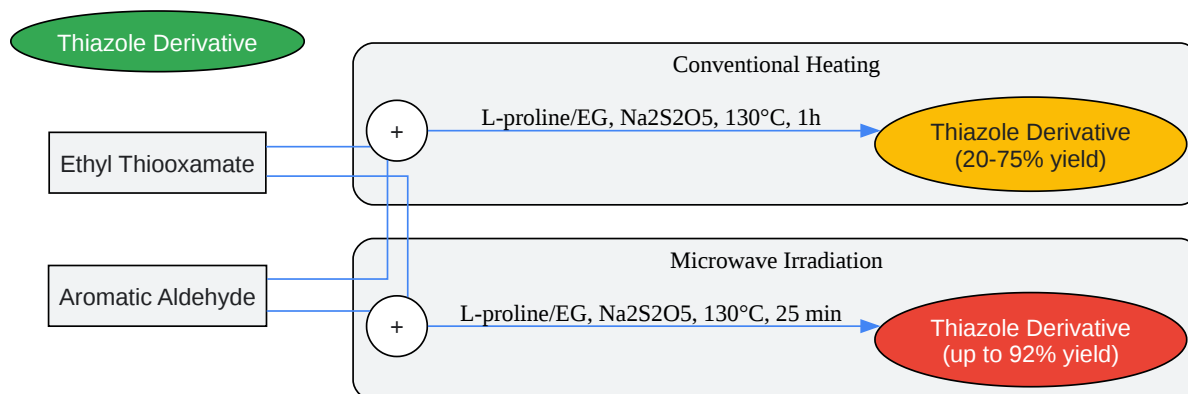 Thiazole Derivative
Conventional Heating
Ethyl Thiooxamate
+
L-proline/EG, Na2S2O5, 130°C, 1h
Thiazole Derivative
(20-75% yield)
Aromatic Aldehyde
Microwave Irradiation
+
L-proline/EG, Na2S2O5, 130°C, 25 min
Thiazole Derivative
(up to 92% yield)